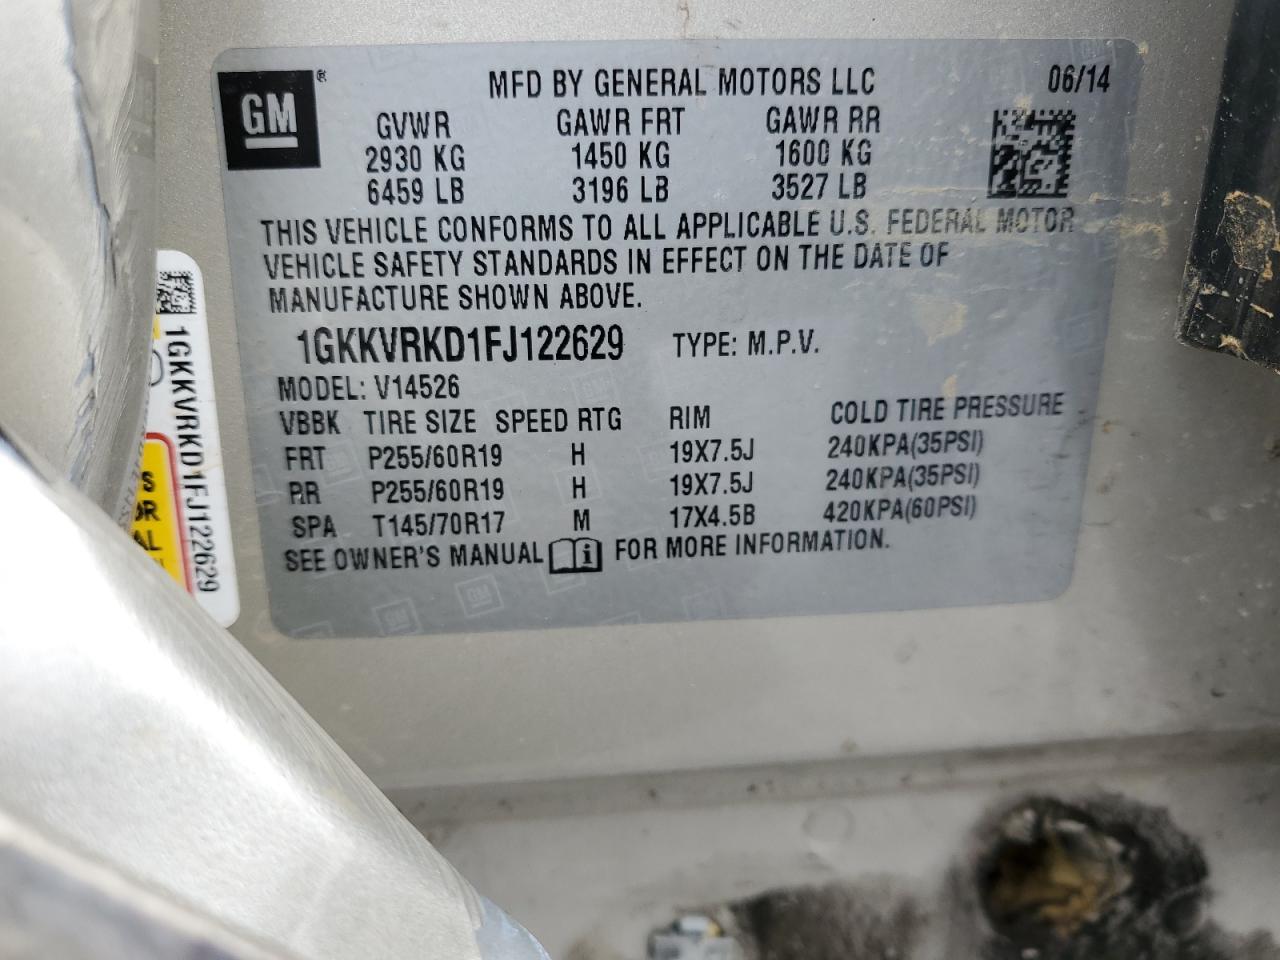 GM ®
MFD BY GENERAL MOTORS LLC 06/14
GVWR GAWR FRT GAWR RR
2930 KG 1450 KG 1600 KG
6459 LB 3196 LB 3527 LB
THIS VEHICLE CONFORMS TO ALL APPLICABLE U.S. FEDERAL MOTOR
VEHICLE SAFETY STANDARDS IN EFFECT ON THE DATE OF
MANUFACTURE SHOWN ABOVE.
1GKKVRKD1FJ122629 TYPE: M.P.V.
MODEL: V14526
VBBK TIRE SIZE SPEED RTG RIM COLD TIRE PRESSURE
FRT P255/60R19 H 19X7.5J 240KPA(35PSI)
RR P255/60R19 H 19X7.5J 240KPA(35PSI)
SPA T145/70R17 M 17X4.5B 420KPA(60PSI)
SEE OWNER'S MANUAL i FOR MORE INFORMATION.
1GKKVRKD1FJ122629
S
OR
AL